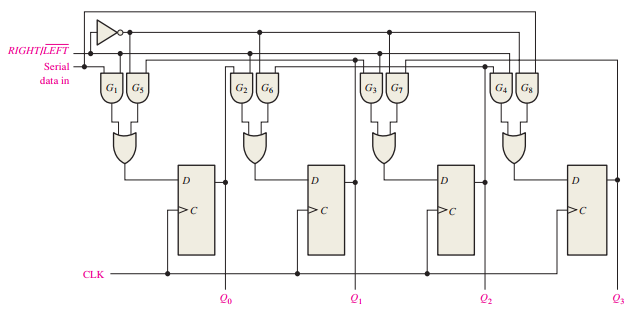 RIGHT/LEFT
Serial
data in
G1 G5 G2 G6 G3 G7 G4 G8
D D D D
C C C C
CLK
Q0 Q1 Q2 Q3